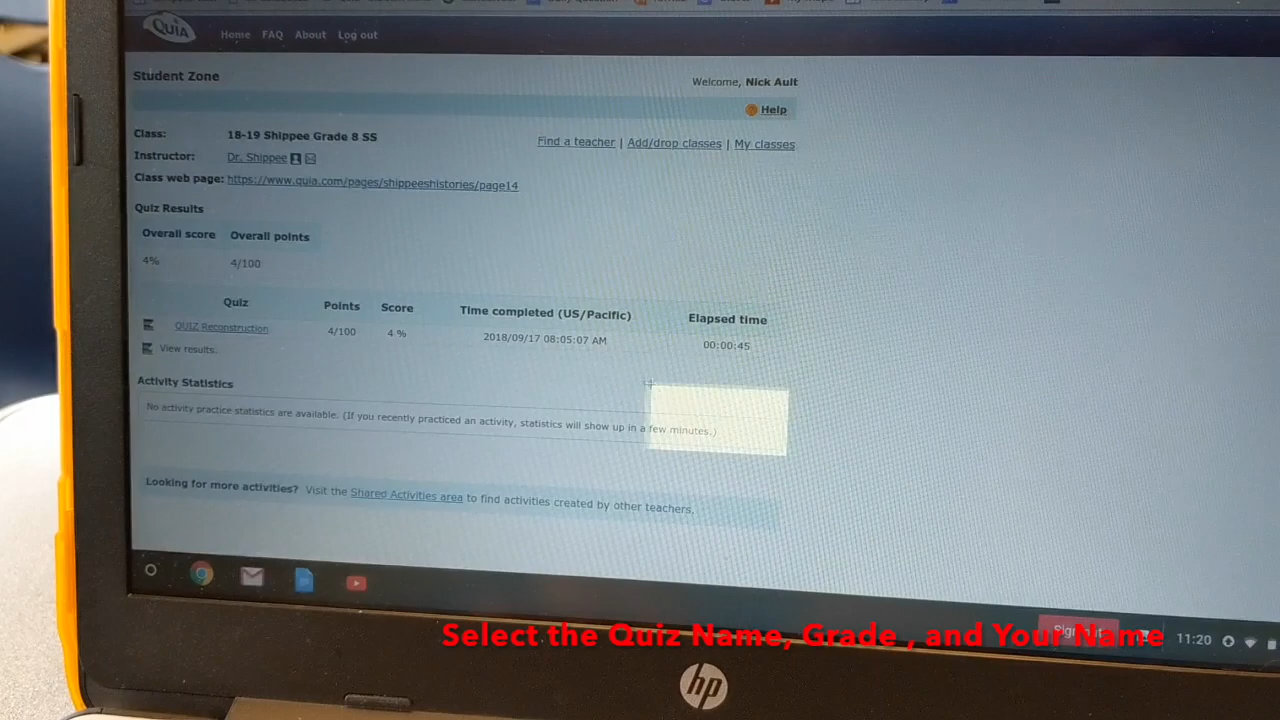 QUIA Home FAQ About Log out
Student Zone
Welcome, Nick Ault
Help
Class: 18-19 Shippee Grade 8 SS
Find a teacher | Add/drop classes | My classes
Instructor: Dr. Shippee
Class web page: https://www.quia.com/pages/shippeeshistories/page14
Quiz Results
Overall score Overall points
4% 4/100
Quiz Points Score Time completed (US/Pacific) Elapsed time
QUIZ Reconstruction 4/100 4 % 2018/09/17 08:05:07 AM 00:00:45
View results.
Activity Statistics
No activity practice statistics are available. (If you recently practiced an activity, statistics will show up in a few minutes.)
Looking for more activities? Visit the Shared Activities area to find activities created by other teachers.
Select the Quiz Name, Grade , and Your Name
11:20
hp